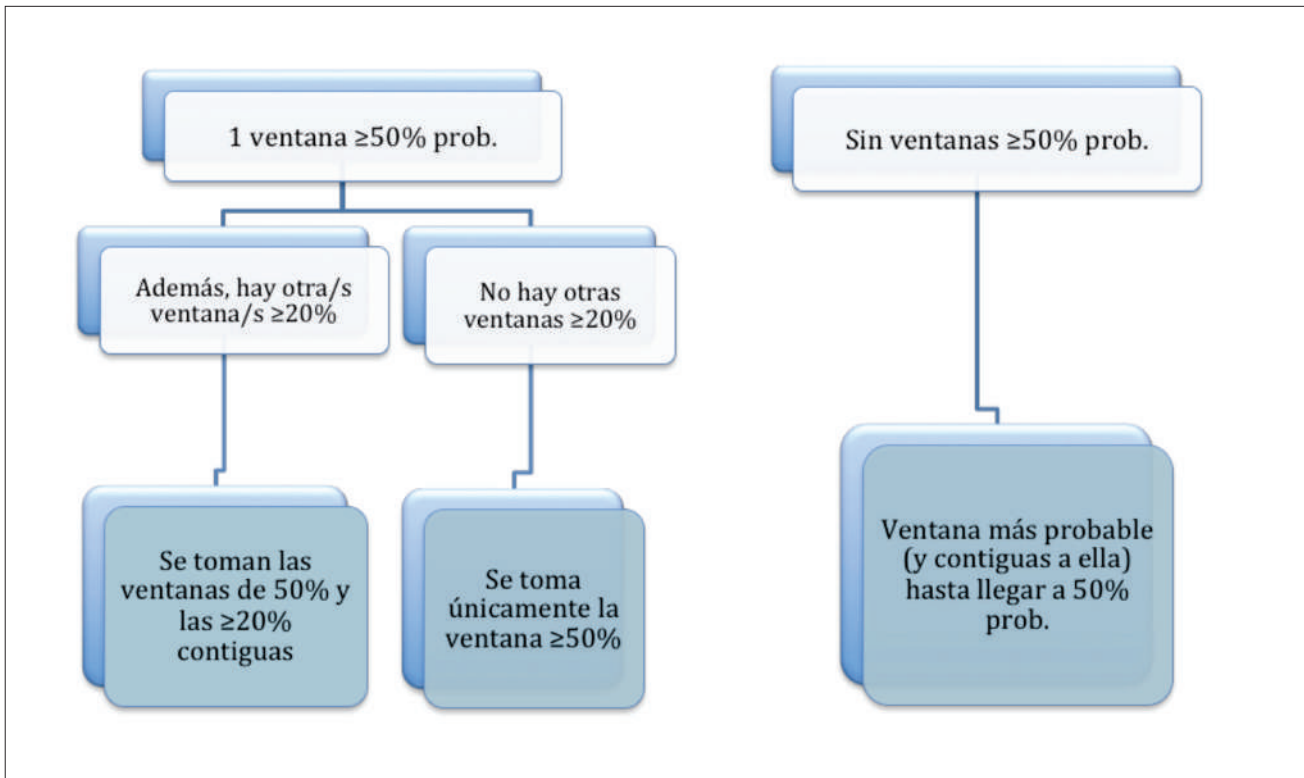 1 ventana ≥50% prob.
Sin ventanas ≥50% prob.
Además, hay otra/s
ventana/s ≥20%
No hay otras
ventanas ≥20%
Se toman las
ventanas de 50% y
las ≥20%
contiguas
Se toma
únicamente la
ventana ≥50%
Ventana más probable
(y contiguas a ella)
hasta llegar a 50%
prob.